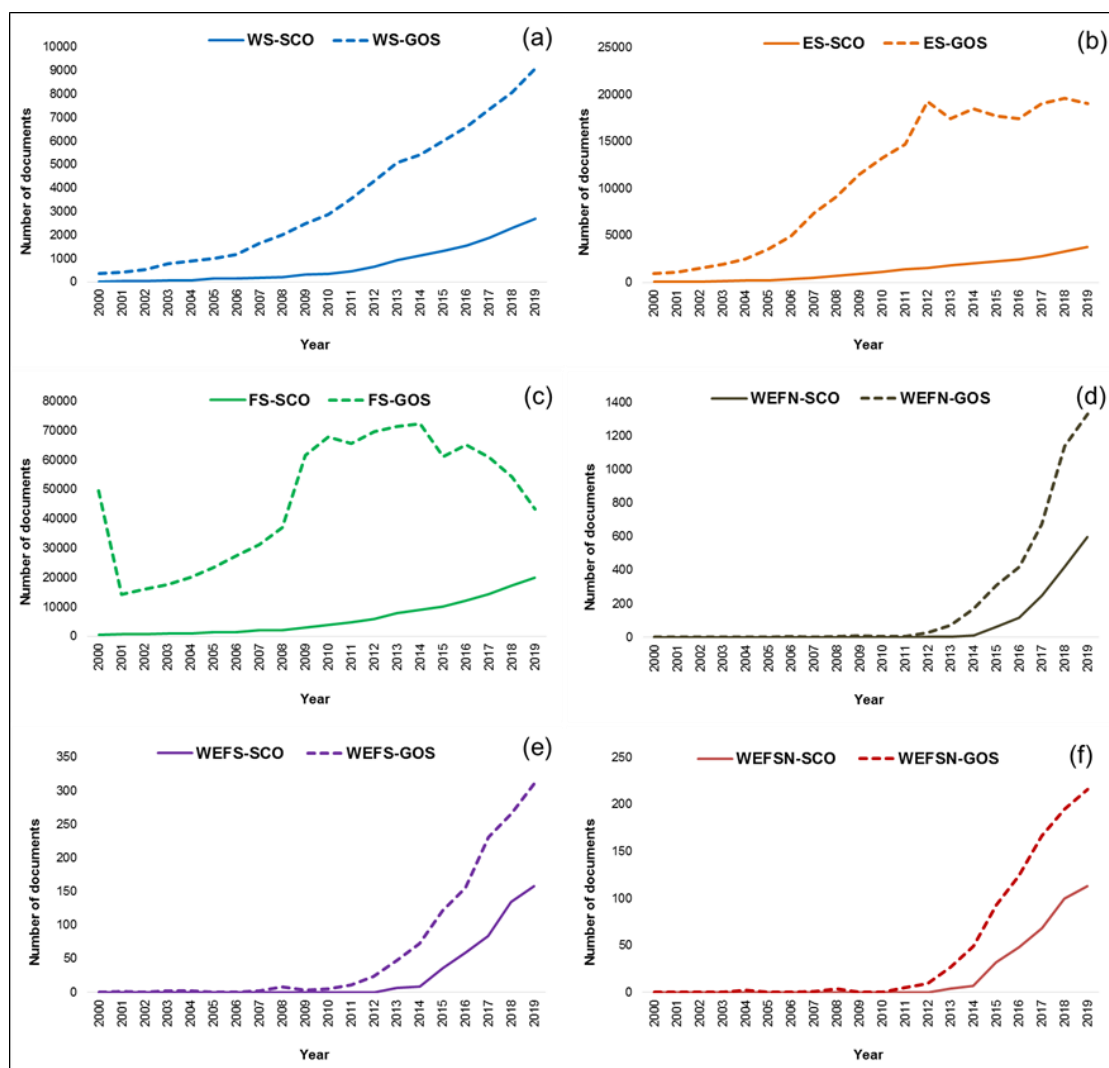 WS-SCO WS-GOS (a)
10000
9000
8000
7000
6000
5000
4000
3000
2000
1000
0
Number of documents
2000 2001 2002 2003 2004 2005 2006 2007 2008 2009 2010 2011 2012 2013 2014 2015 2016 2017 2018 2019
Year
ES-SCO ES-GOS (b)
25000
20000
15000
10000
5000
0
Number of documents
2000 2001 2002 2003 2004 2005 2006 2007 2008 2009 2010 2011 2012 2013 2014 2015 2016 2017 2018 2019
Year
FS-SCO FS-GOS (c)
80000
70000
60000
50000
40000
30000
20000
10000
0
Number of documents
2000 2001 2002 2003 2004 2005 2006 2007 2008 2009 2010 2011 2012 2013 2014 2015 2016 2017 2018 2019
Year
WEFN-SCO WEFN-GOS (d)
1400
1200
1000
800
600
400
200
0
Number of documents
2000 2001 2002 2003 2004 2005 2006 2007 2008 2009 2010 2011 2012 2013 2014 2015 2016 2017 2018 2019
Year
WEFS-SCO WEFS-GOS (e)
350
300
250
200
150
100
50
0
Number of documents
2000 2001 2002 2003 2004 2005 2006 2007 2008 2009 2010 2011 2012 2013 2014 2015 2016 2017 2018 2019
Year
WEFSN-SCO WEFSN-GOS (f)
250
200
150
100
50
0
Number of documents
2000 2001 2002 2003 2004 2005 2006 2007 2008 2009 2010 2011 2012 2013 2014 2015 2016 2017 2018 2019
Year